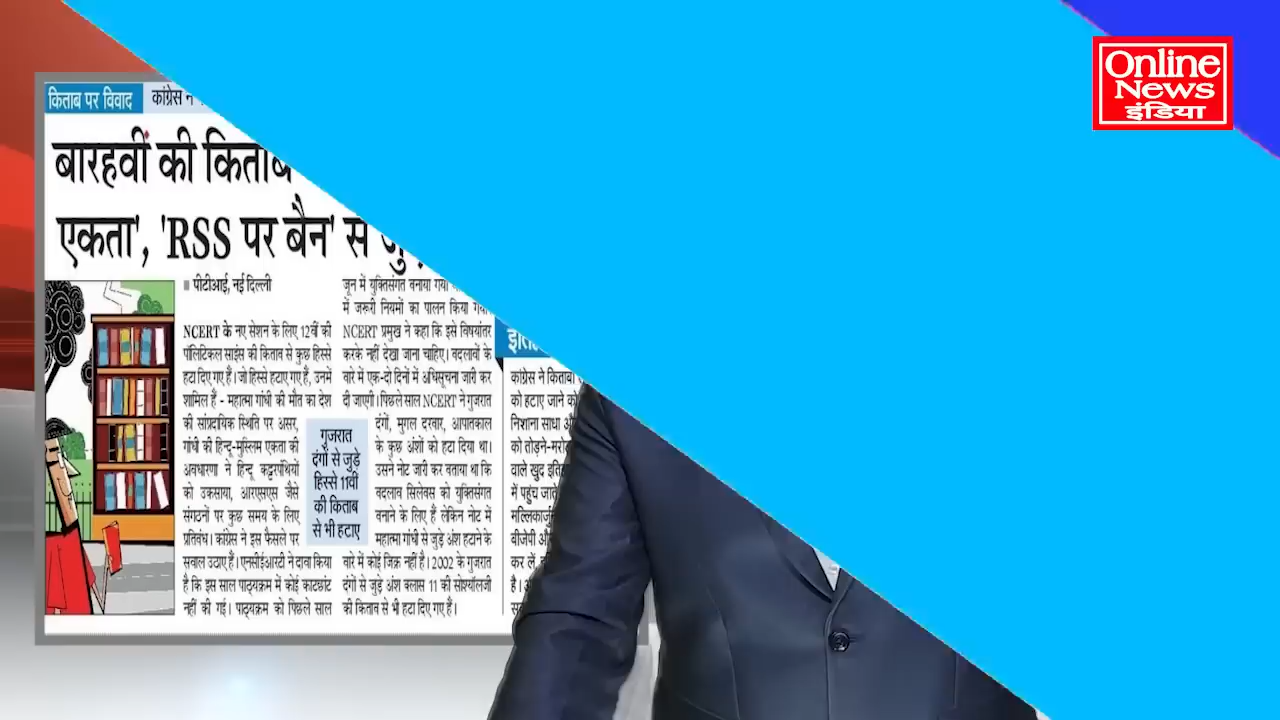 Online
News
इंडिया
किताब पर विवाद
कांग्रेस ने
बारहवीं की किताब
एकता', 'RSS पर बैन' से
■ पीटीआई, नई दिल्ली
NCERT के नए सेशन के लिए 12वीं की
पॉलिटिकल साइंस की किताब से कुछ हिस्से
हटा दिए गए हैं। जो हिस्से हटाए गए हैं, उनमें
शामिल हैं - महात्मा गांधी की मौत का देश
की सांप्रदायिक स्थिति पर असर,
गांधी की हिन्दू-मुस्लिम एकता की
अवधारणा ने हिन्दू कट्टरपंथियों
को उकसाया, आरएसएस जैसे
संगठनों पर कुछ समय के लिए
प्रतिबंध। कांग्रेस ने इस फैसले पर
सवाल उठाए हैं। एनसीईआरटी ने दावा किया
है कि इस साल पाठ्यक्रम में कोई काटछांट
नहीं की गई। पाठ्यक्रम को पिछले साल
जून में युक्तिसंगत बनाया गया
में जरूरी नियमों का पालन किया गया
NCERT प्रमुख ने कहा कि इसे विषयांतर
करके नहीं देखा जाना चाहिए। बदलावों के
बारे में एक-दो दिनों में अधिसूचना जारी कर
दी जाएगी। पिछले साल NCERT ने गुजरात
दंगों, मुगल दरबार, आपातकाल
के कुछ अंशों को हटा दिया था।
उसने नोट जारी कर बताया था कि
बदलाव सिलेबस को युक्तिसंगत
बनाने के लिए हैं लेकिन नोट में
महात्मा गांधी से जुड़े अंश हटाने के
बारे में कोई जिक्र नहीं है। 2002 के गुजरात
दंगों से जुड़े अंश क्लास 11 की सोश्यॉलजी
की किताब से भी हटा दिए गए हैं।
गुजरात
दंगों से जुड़े
हिस्से 11वीं
की किताब
से भी हटाए
कांग्रेस ने किताबों
को हटाए जाने को
निशाना साधा
को तोड़ने-मरो
वाले खुद इति
में पहुंच जाते
मल्लिकार्जु
बीजेपी
कर लें,
है।